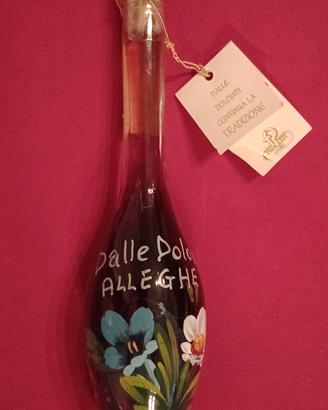 DALLE
DOLOMITI
CONTINUA LA
TRADIZIONE
Dalle Dolo
ALLEGHE